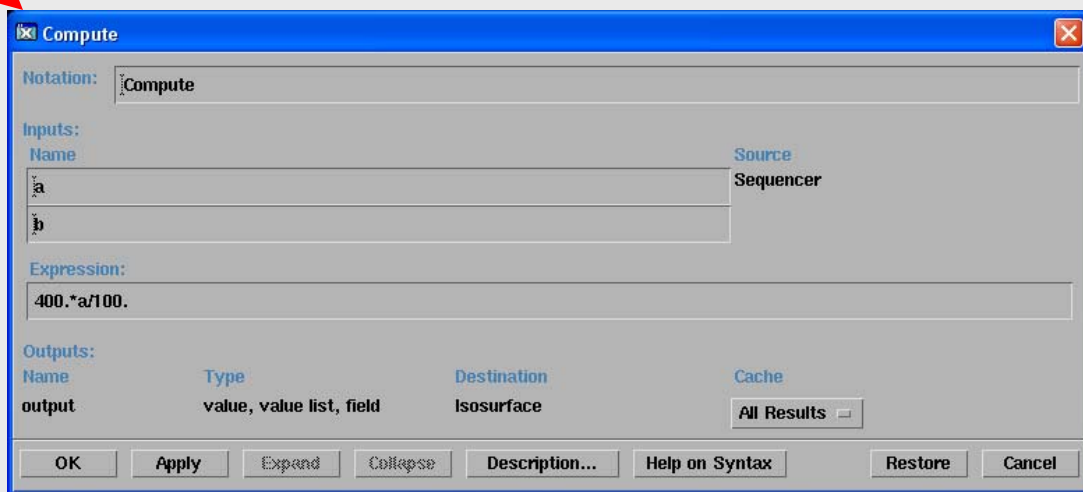 Compute
Notation: Compute
Inputs:
Name Source
a Sequencer
b
Expression:
400.*a/100.
Outputs:
Name Type Destination Cache
output value, value list, field Isosurface All Results
OK Apply Expand Collapse Description... Help on Syntax Restore Cancel